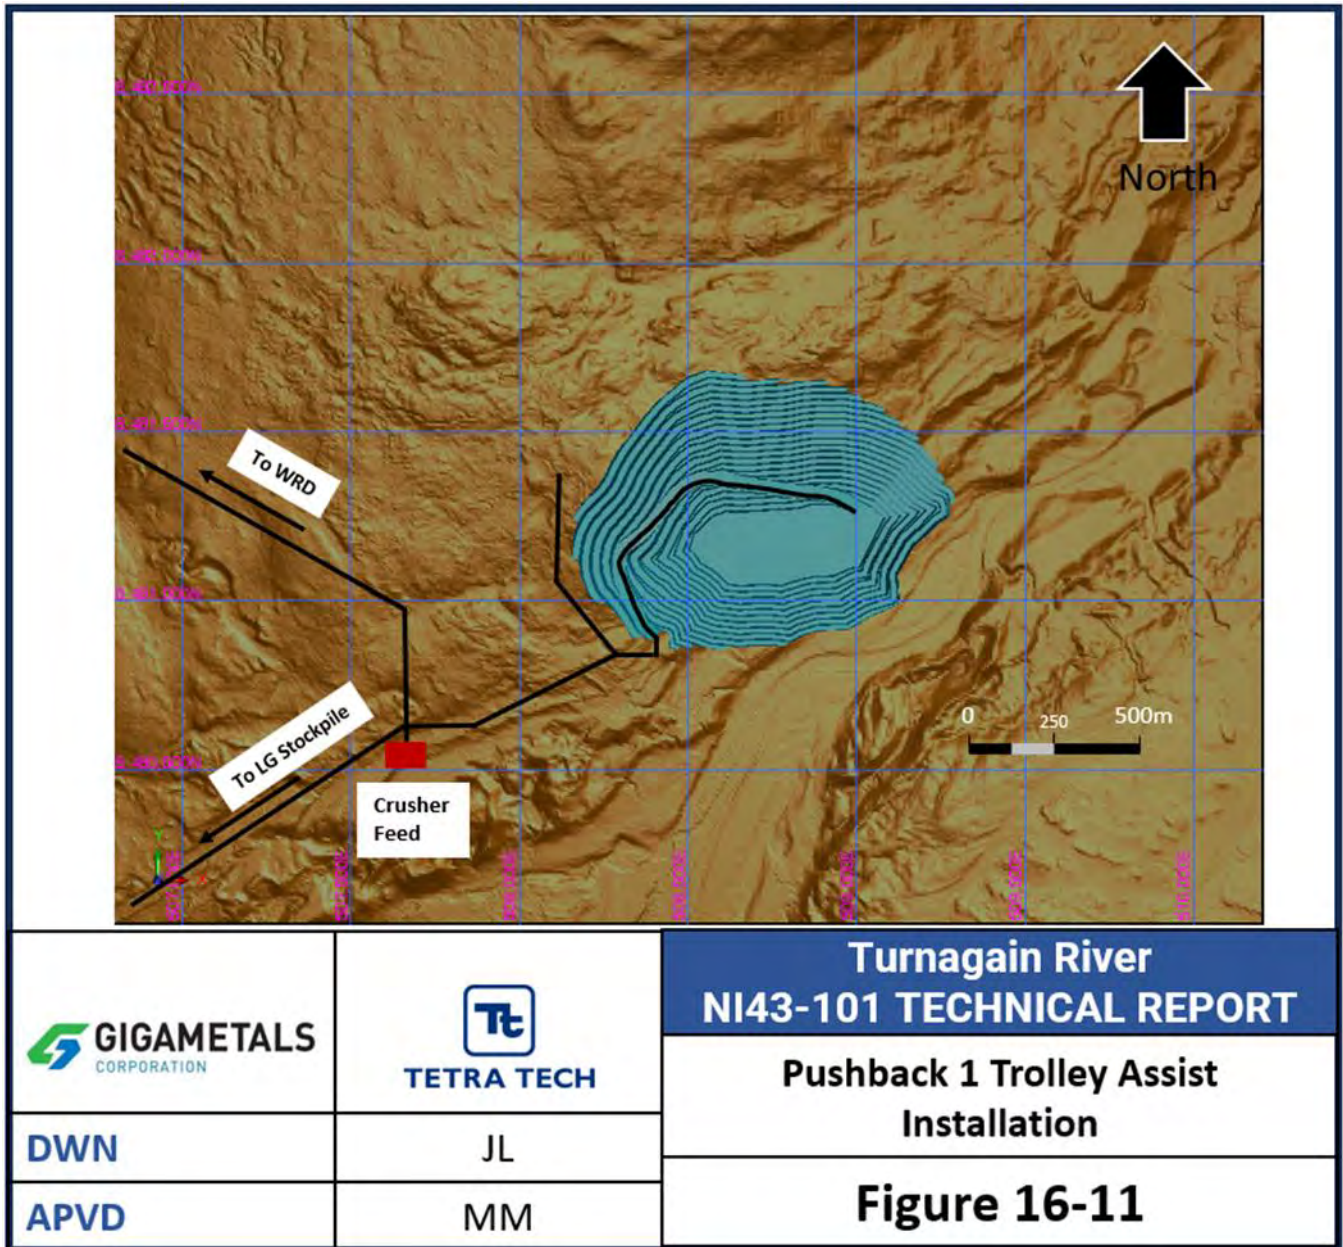 North
To WRD
0
250
500m
To LG Stockpile
Crusher
Feed
Y
X
GIGAMETALS
CORPORATION
Tt
TETRA TECH
Turnagain River
NI43-101 TECHNICAL REPORT
Pushback 1 Trolley Assist
Installation
DWN
JL
APVD
MM
Figure 16-11